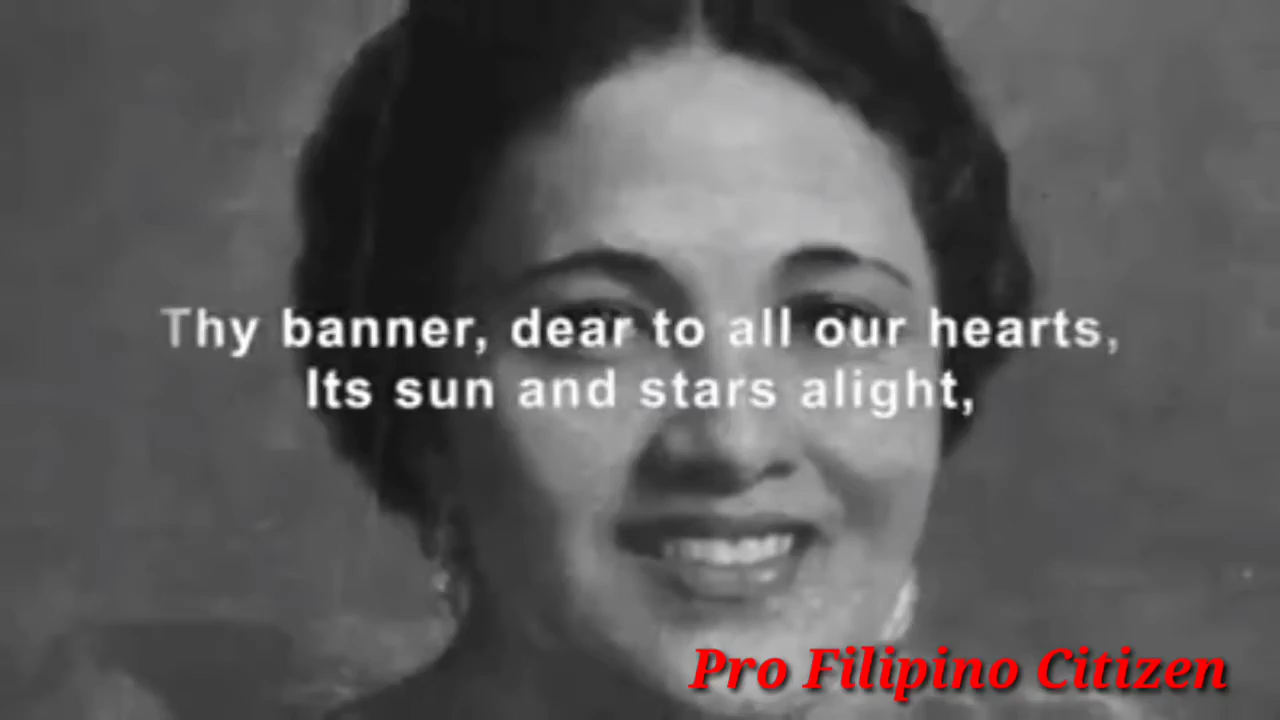 Thy banner, dear to all our hearts,
Its sun and stars alight,
Pro Filipino Citizen